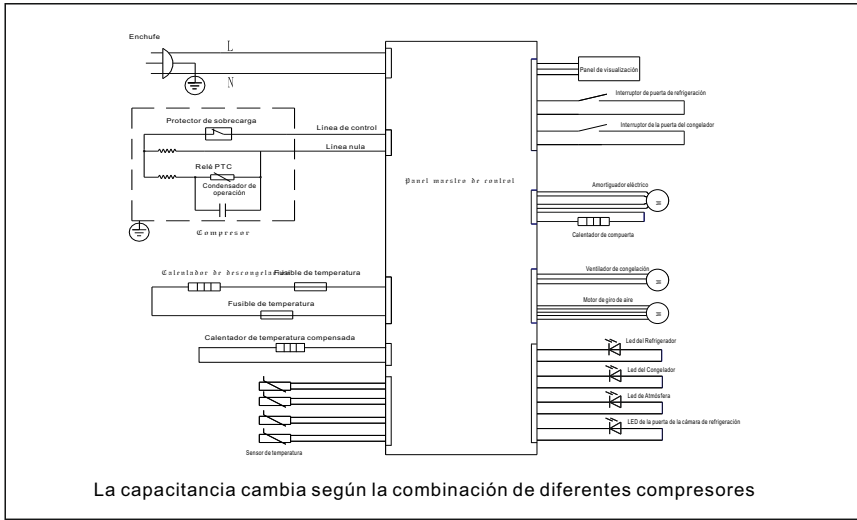 Enchufe
L
N
Protector de sobrecarga
Línea de control
Línea nula
Relé PTC
Condensador de
operación
Compresor
Calentador de descongelación
Fusible de temperatura
Fusible de temperatura
Calentador de temperatura compensada
Sensor de temperatura
Panel maestro de control
Panel de visualización
Interruptor de puerta de refrigeración
Interruptor de la puerta del congelador
Amortiguador eléctrico
M
Calentador de compuerta
Ventilador de congelación
M
Motor de giro de aire
M
Led del Refrigerador
Led del Congelador
Led de Atmósfera
LED de la puerta de la cámara de refrigeración
La capacitancia cambia según la combinación de diferentes compresores